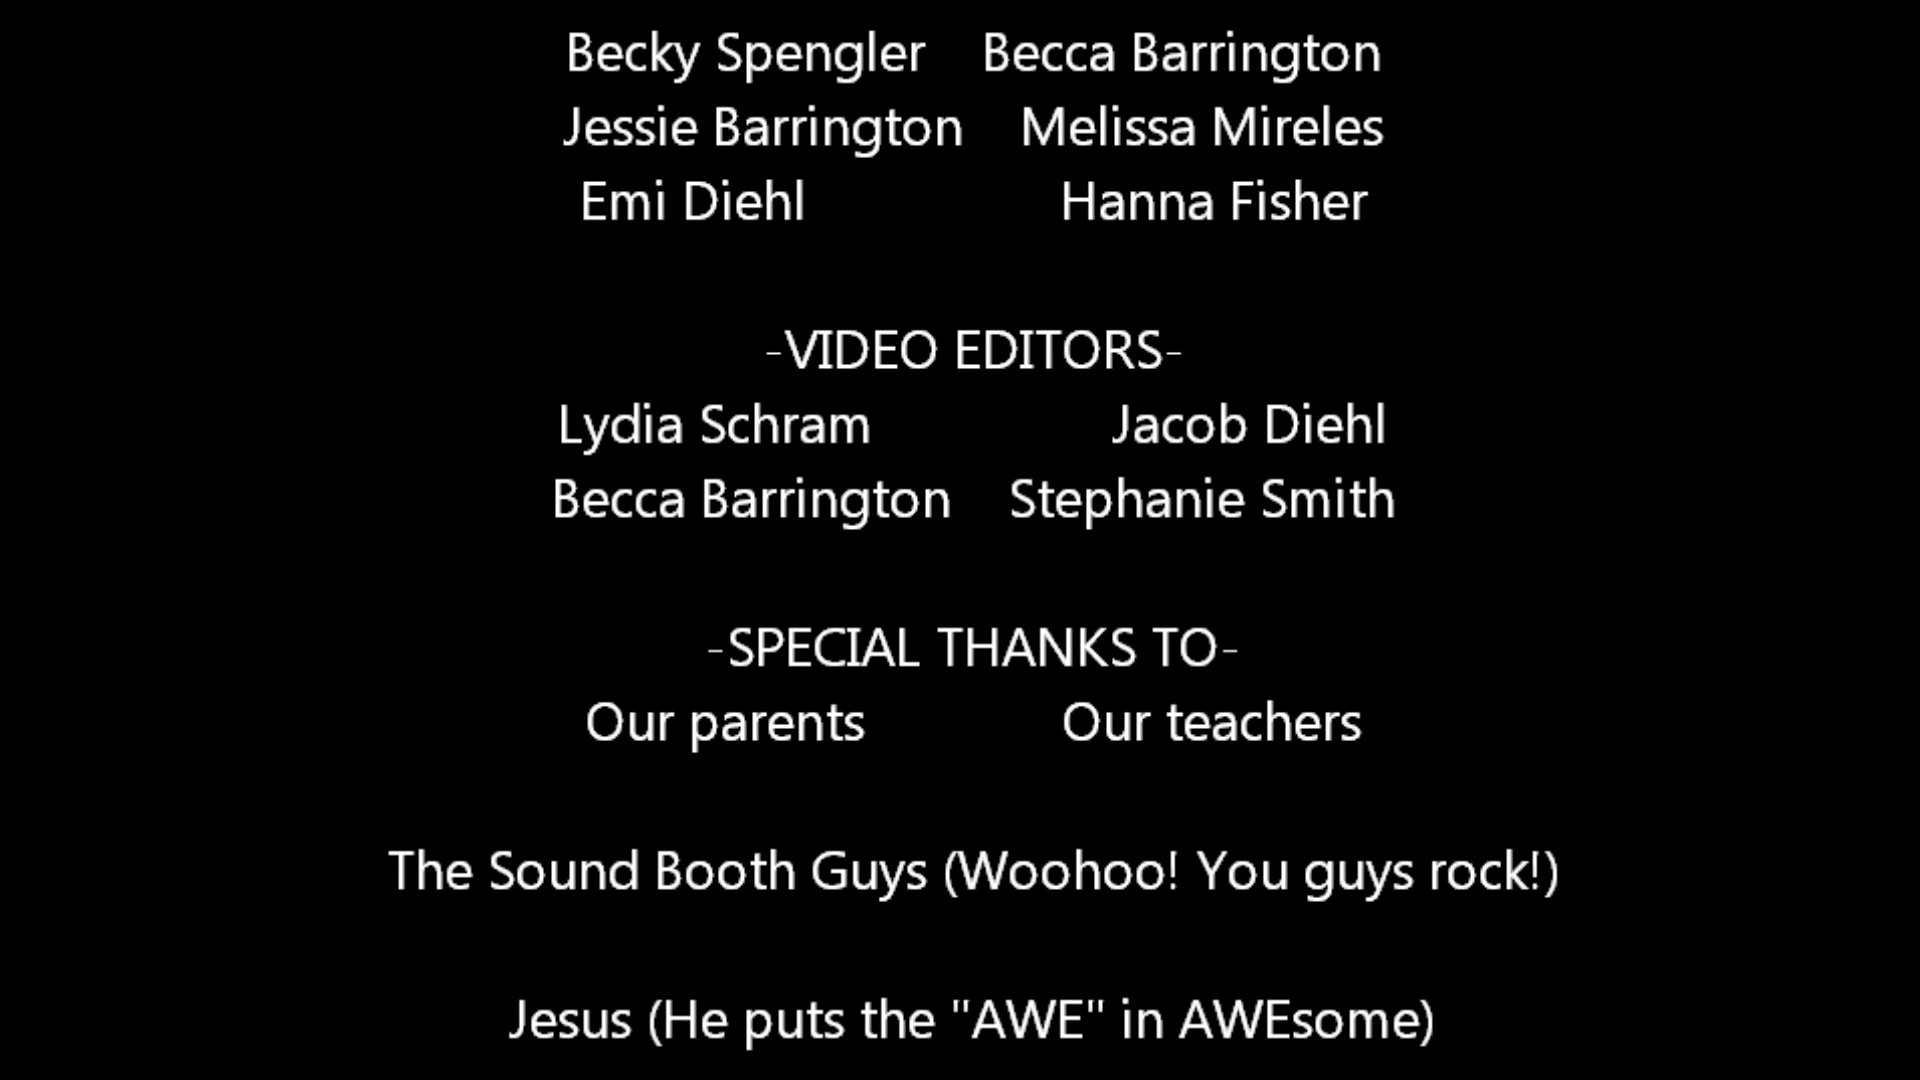 Becky Spengler Becca Barrington
Jessie Barrington Melissa Mireles
Emi Diehl Hanna Fisher
-VIDEO EDITORS-
Lydia Schram Jacob Diehl
Becca Barrington Stephanie Smith
-SPECIAL THANKS TO-
Our parents Our teachers
The Sound Booth Guys (Woohoo! You guys rock!)
Jesus (He puts the "AWE" in AWEsome)